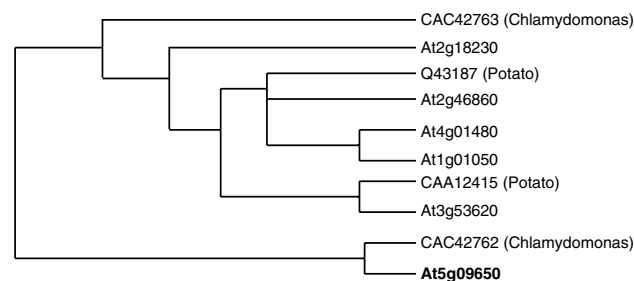 CAC42763 (Chlamydomonas)
At2g18230
Q43187 (Potato)
At2g46860
At4g01480
At1g01050
CAA12415 (Potato)
At3g53620
CAC42762 (Chlamydomonas)
At5g09650